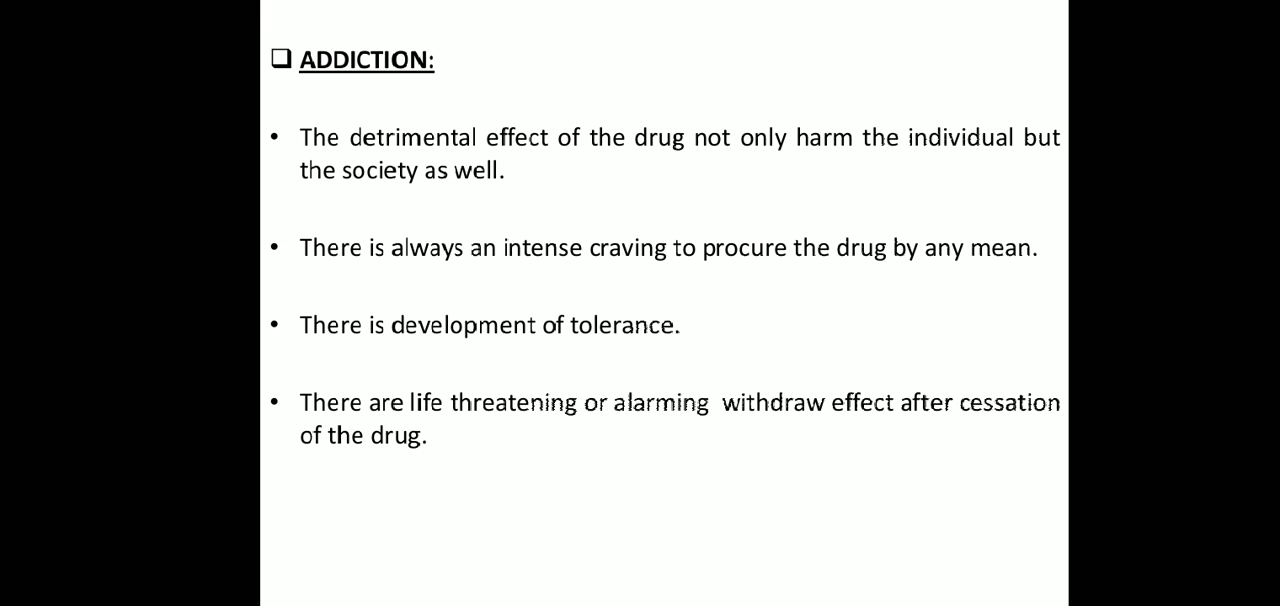 ❑ ADDICTION:
• The detrimental effect of the drug not only harm the individual but
the society as well.
• There is always an intense craving to procure the drug by any mean.
• There is development of tolerance.
• There are life threatening or alarming withdraw effect after cessation
of the drug.